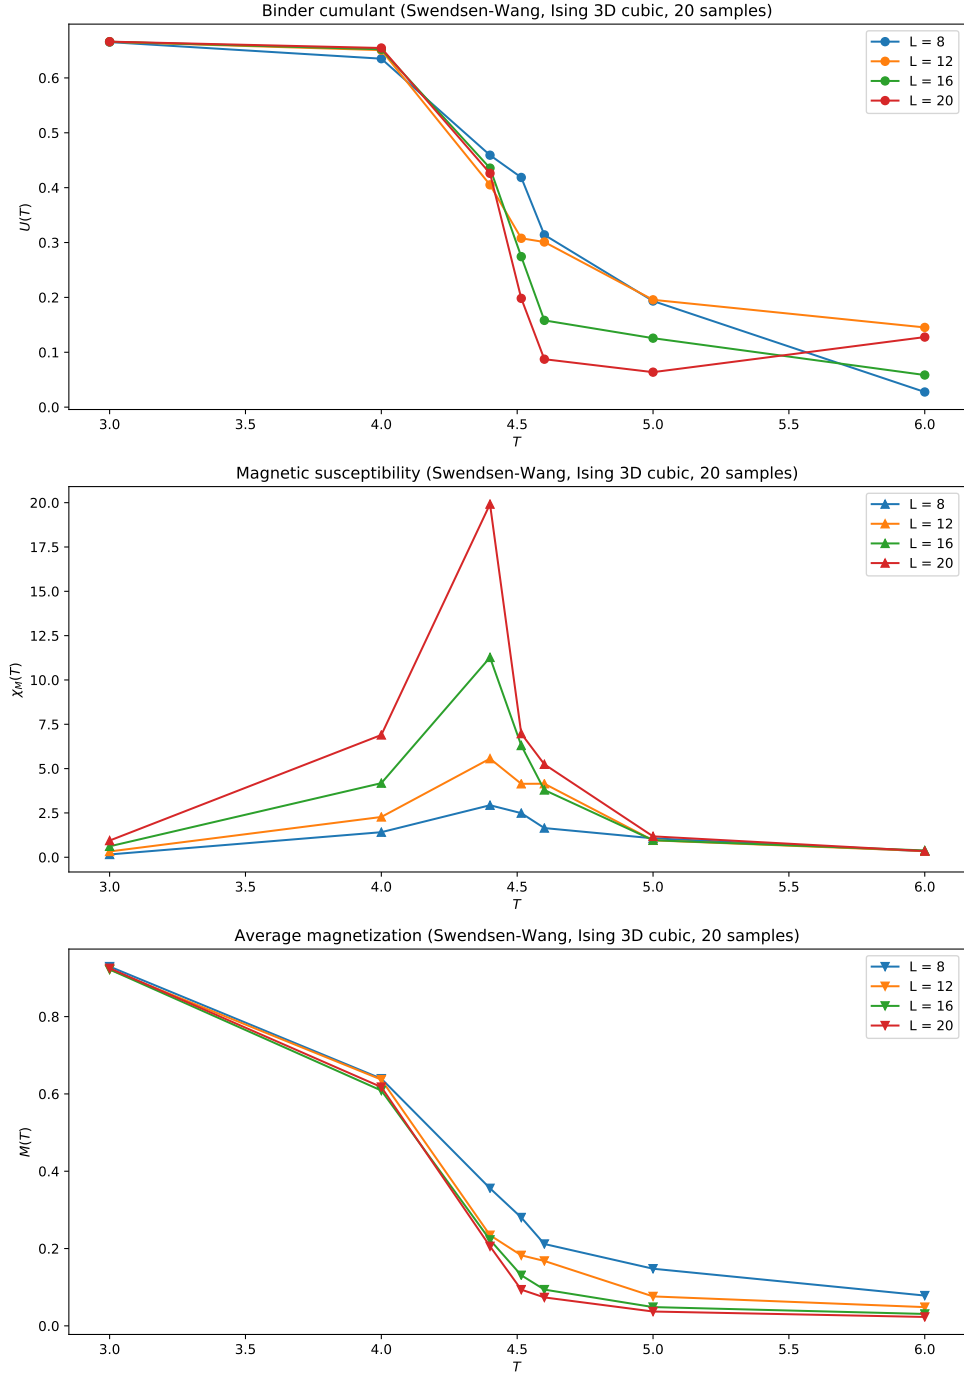 Binder cumulant (Swendsen-Wang, Ising 3D cubic, 20 samples)
L = 8
L = 12
L = 16
L = 20
0.6
0.5
0.4
0.3
0.2
0.1
0.0
U(T)
3.0 3.5 4.0 4.5 5.0 5.5 6.0
T
Magnetic susceptibility (Swendsen-Wang, Ising 3D cubic, 20 samples)
L = 8
L = 12
L = 16
L = 20
20.0
17.5
15.0
12.5
10.0
7.5
5.0
2.5
0.0
χM(T)
3.0 3.5 4.0 4.5 5.0 5.5 6.0
T
Average magnetization (Swendsen-Wang, Ising 3D cubic, 20 samples)
L = 8
L = 12
L = 16
L = 20
0.8
0.6
0.4
0.2
0.0
M(T)
3.0 3.5 4.0 4.5 5.0 5.5 6.0
T